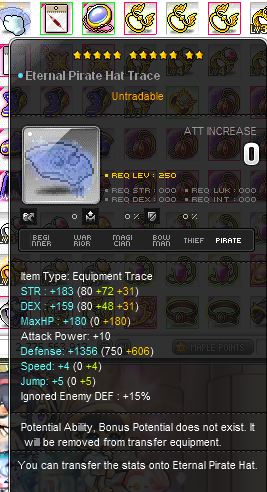 Eternal Pirate Hat Trace
Untradable
ATT INCREASE
0
REQ LEV : 250
REQ STR : 000 REQ LUK : 000
REQ DEX : 000 REQ INT : 000
0 0 % 0 %
BEGINNER WARRIOR MAGICIAN BOWMAN THIEF PIRATE
Item Type: Equipment Trace
STR : +183 (80 +72 +31)
DEX : +159 (80 +48 +31)
MaxHP : +180 (0 +180)
Attack Power: +10
Defense: +1356 (750 +606)
Speed: +4 (0 +4)
Jump: +5 (0 +5)
Ignored Enemy DEF : +15%
Potential Ability, Bonus Potential does not exist. It
will be removed from transfer equipment.
You can transfer the stats onto Eternal Pirate Hat.
MAPLE POINTS